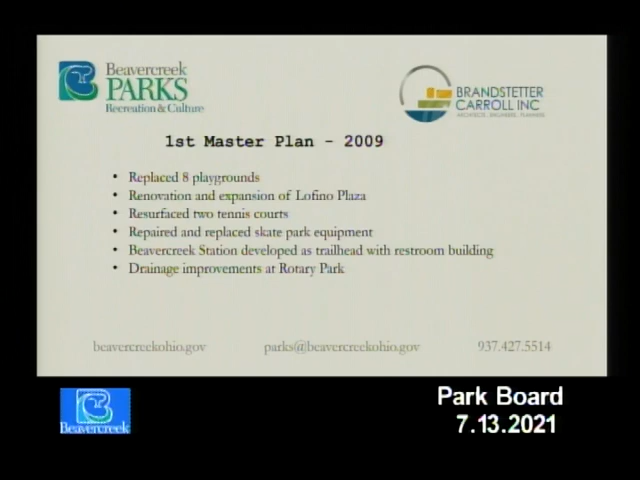 Beavercreek
PARKS
Recreation & Culture
BRANDSTETTER
CARROLL INC
ARCHITECTS . ENGINEERS . PLANNERS
1st Master Plan - 2009
• Replaced 8 playgrounds
• Renovation and expansion of Lofino Plaza
• Resurfaced two tennis courts
• Repaired and replaced skate park equipment
• Beavercreek Station developed as trailhead with restroom building
• Drainage improvements at Rotary Park
beavercreekohio.gov parks@beavercreekohio.gov 937.427.5514
Beavercreek
Park Board
7.13.2021